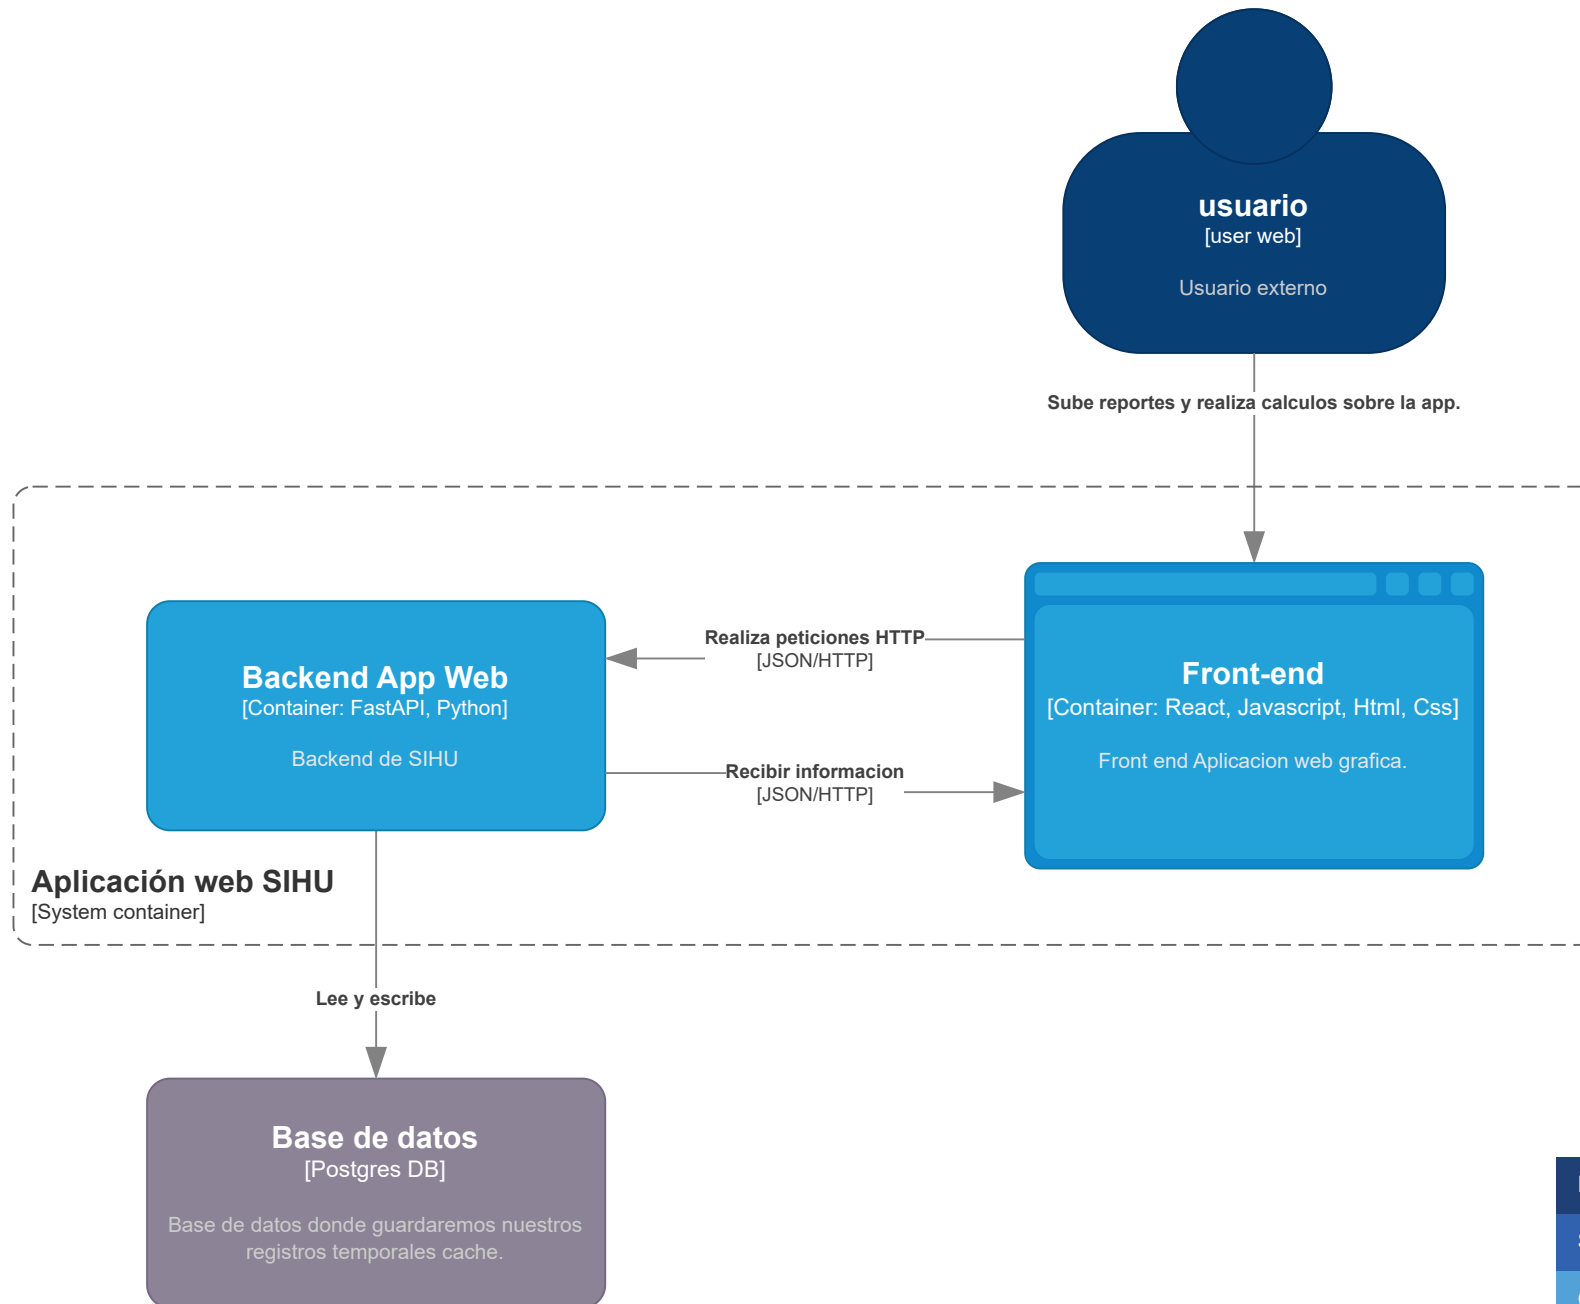 usuario
[user web]
Usuario externo
Sube reportes y realiza calculos sobre la app.
Realiza peticiones HTTP
[JSON/HTTP]
Backend App Web
[Container: FastAPI, Python]
Backend de SIHU
Front-end
[Container: React, Javascript, Html, Css]
Front end Aplicacion web grafica.
Recibir informacion
[JSON/HTTP]
Aplicación web SIHU
[System container]
Lee y escribe
Base de datos
[Postgres DB]
Base de datos donde guardaremos nuestros
registros temporales cache.